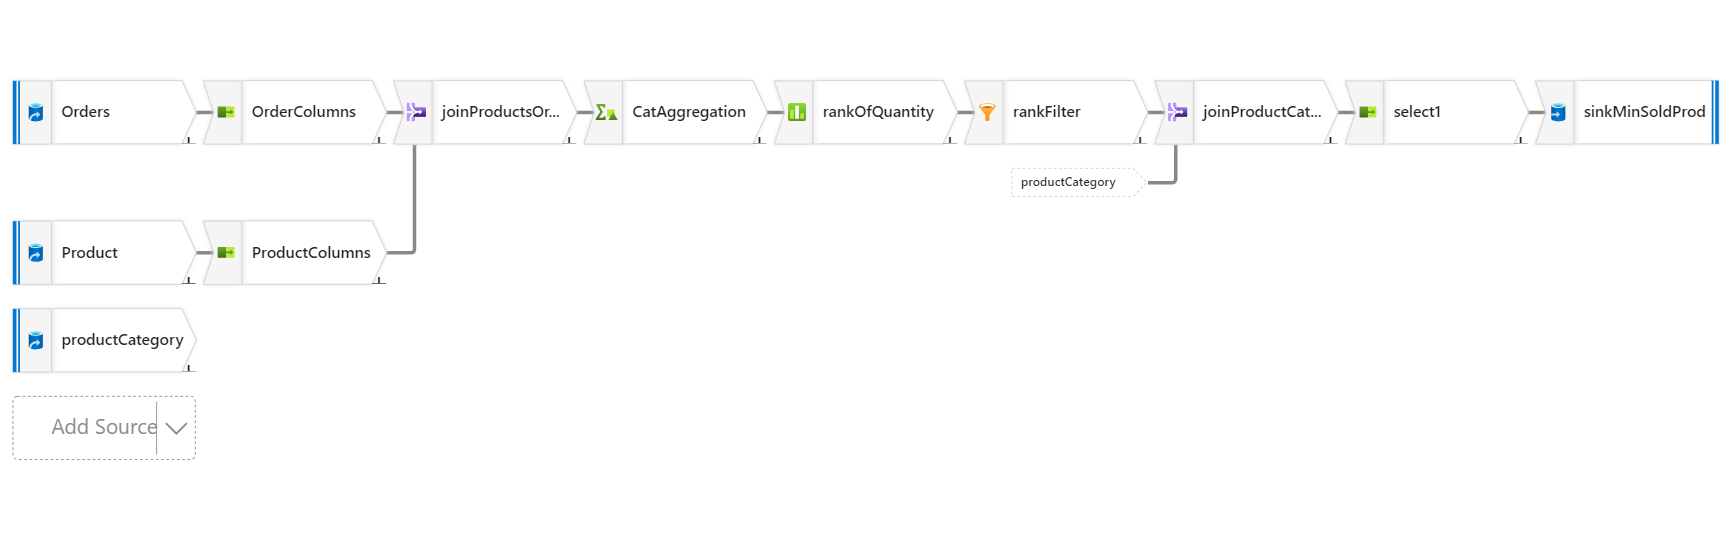 Orders
OrderColumns
joinProductsOr...
CatAggregation
rankOfQuantity
rankFilter
joinProductCat...
select1
sinkMinSoldProd
productCategory
Product
ProductColumns
productCategory
Add Source